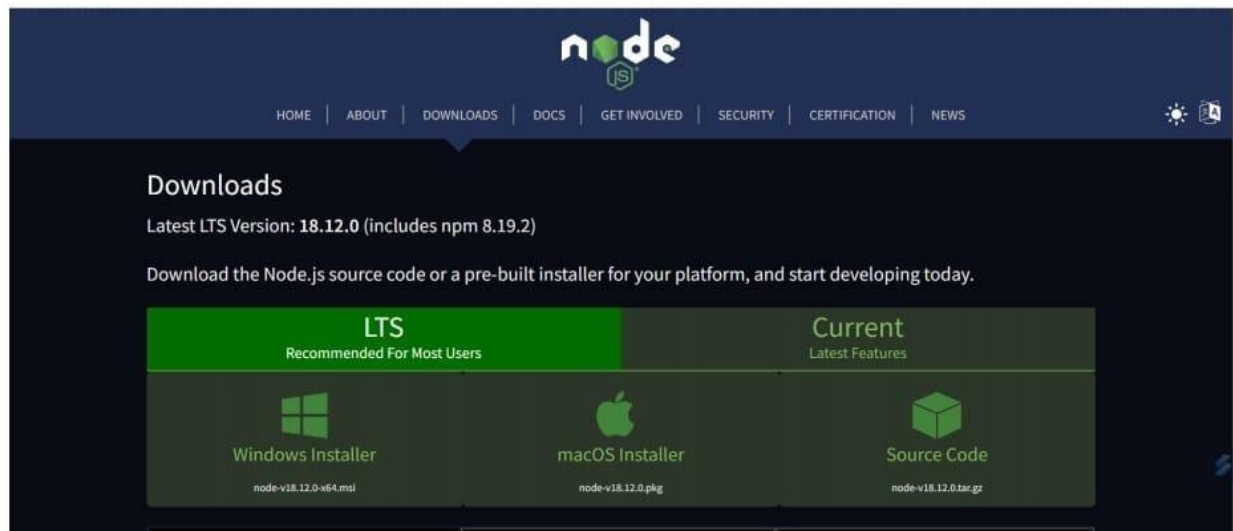 node
JS
HOME | ABOUT | DOWNLOADS | DOCS | GET INVOLVED | SECURITY | CERTIFICATION | NEWS
Downloads
Latest LTS Version: 18.12.0 (includes npm 8.19.2)
Download the Node.js source code or a pre-built installer for your platform, and start developing today.
LTS
Recommended For Most Users
Current
Latest Features
Windows Installer
node-v18.12.0-x64.msi
macOS Installer
node-v18.12.0.pkg
Source Code
node-v18.12.0.tar.gz